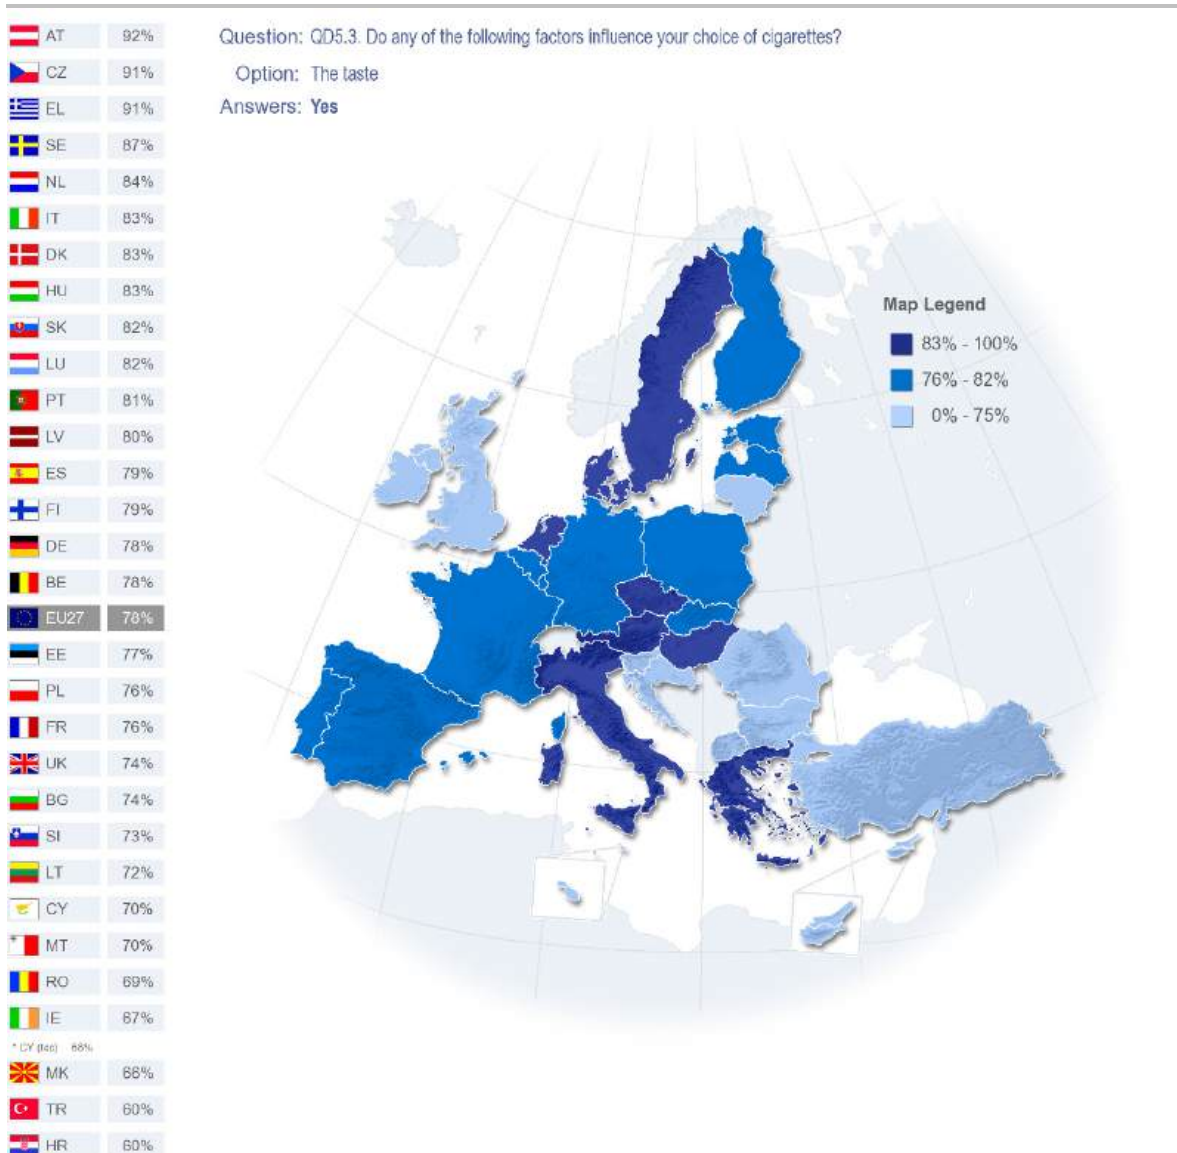 Question: QD5.3. Do any of the following factors influence your choice of cigarettes?
Option: The taste
Answers: Yes
AT 92%
CZ 91%
EL 91%
SE 87%
NL 84%
IT 83%
DK 83%
HU 83%
SK 82%
LU 82%
PT 81%
LV 80%
ES 79%
FI 79%
DE 78%
BE 78%
EU27 78%
EE 77%
PL 76%
FR 76%
UK 74%
BG 74%
SI 73%
LT 72%
CY 70%
MT 70%
RO 69%
IE 67%
* CY (tcc) 68%
MK 66%
TR 60%
HR 60%
Map Legend
83% - 100%
76% - 82%
0% - 75%